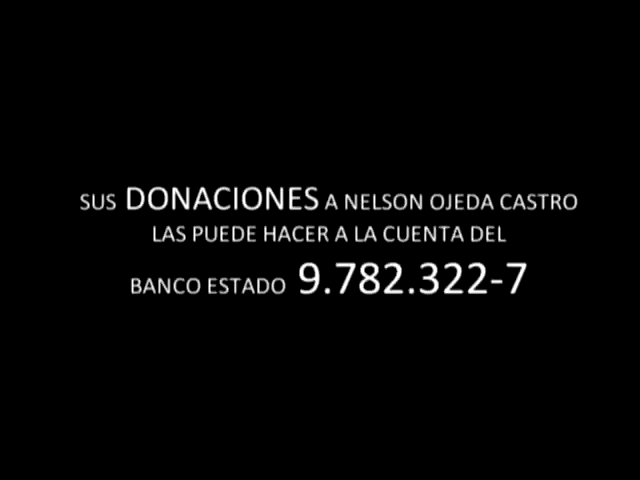 SUS DONACIONES A NELSON OJEDA CASTRO
LAS PUEDE HACER A LA CUENTA DEL
BANCO ESTADO 9.782.322-7